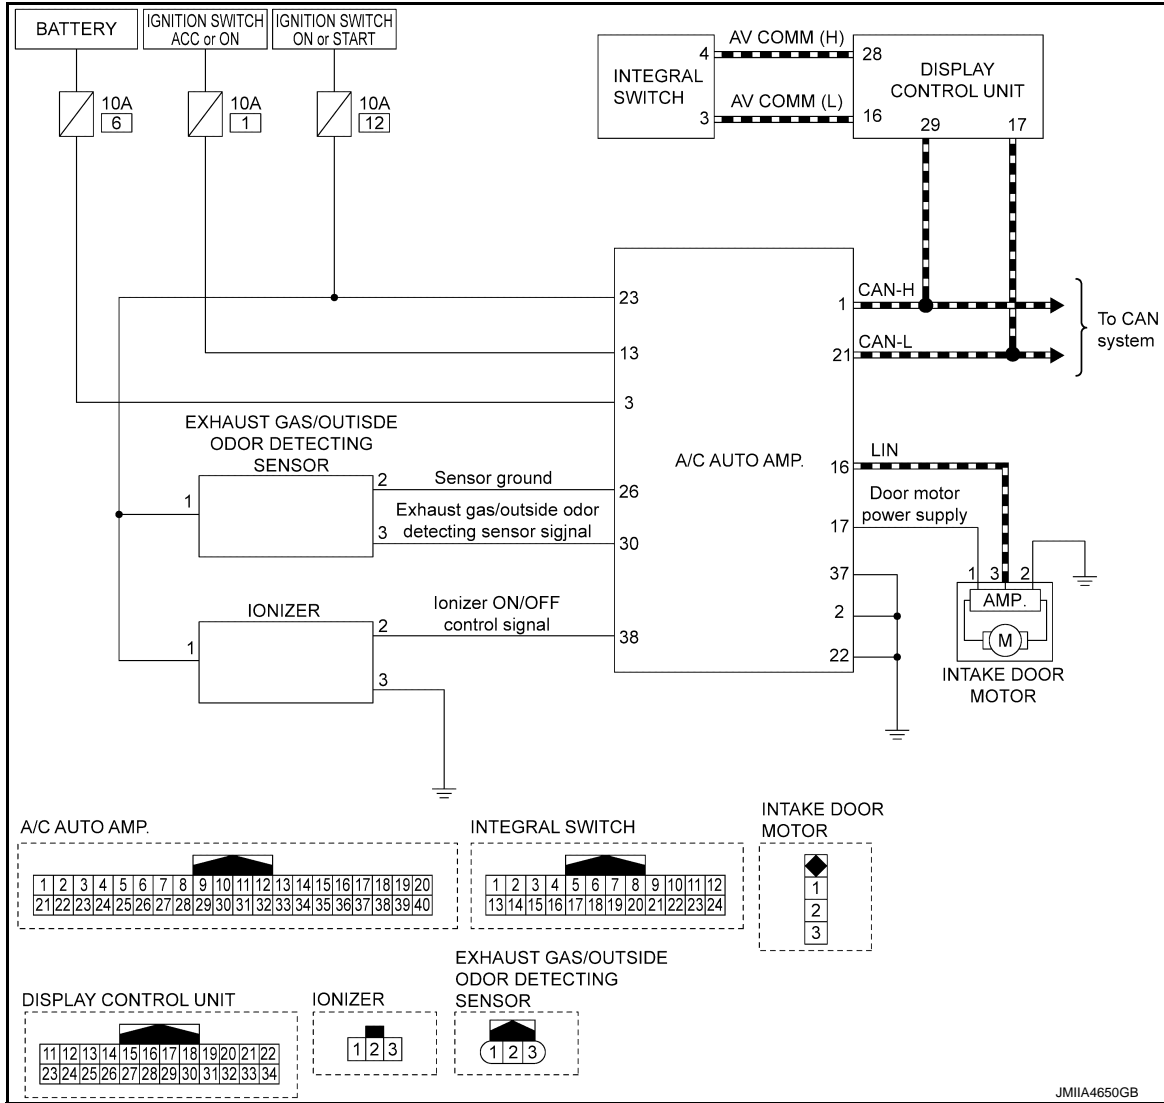 BATTERY
IGNITION SWITCH
ACC or ON
IGNITION SWITCH
ON or START
10A
6
10A
1
10A
12
INTEGRAL
SWITCH
4
3
AV COMM (H)
AV COMM (L)
28
16
DISPLAY
CONTROL UNIT
29
17
23
13
3
26
30
38
A/C AUTO AMP.
1
21
16
17
37
2
22
CAN-H
CAN-L
To CAN
system
LIN
Door motor
power supply
1
3
2
AMP.
M
INTAKE DOOR
MOTOR
EXHAUST GAS/OUTISDE
ODOR DETECTING
SENSOR
1
2
3
Sensor ground
Exhaust gas/outside odor
detecting sensor sigjnal
IONIZER
1
2
3
Ionizer ON/OFF
control signal
A/C AUTO AMP.
1 2 3 4 5 6 7 8 9 10 11 12 13 14 15 16 17 18 19 20
21 22 23 24 25 26 27 28 29 30 31 32 33 34 35 36 37 38 39 40
INTEGRAL SWITCH
1 2 3 4 5 6 7 8 9 10 11 12
13 14 15 16 17 18 19 20 21 22 23 24
INTAKE DOOR
MOTOR
1
2
3
DISPLAY CONTROL UNIT
11 12 13 14 15 16 17 18 19 20 21 22
23 24 25 26 27 28 29 30 31 32 33 34
IONIZER
1 2 3
EXHAUST GAS/OUTSIDE
ODOR DETECTING
SENSOR
1 2 3
JMIIA4650GB